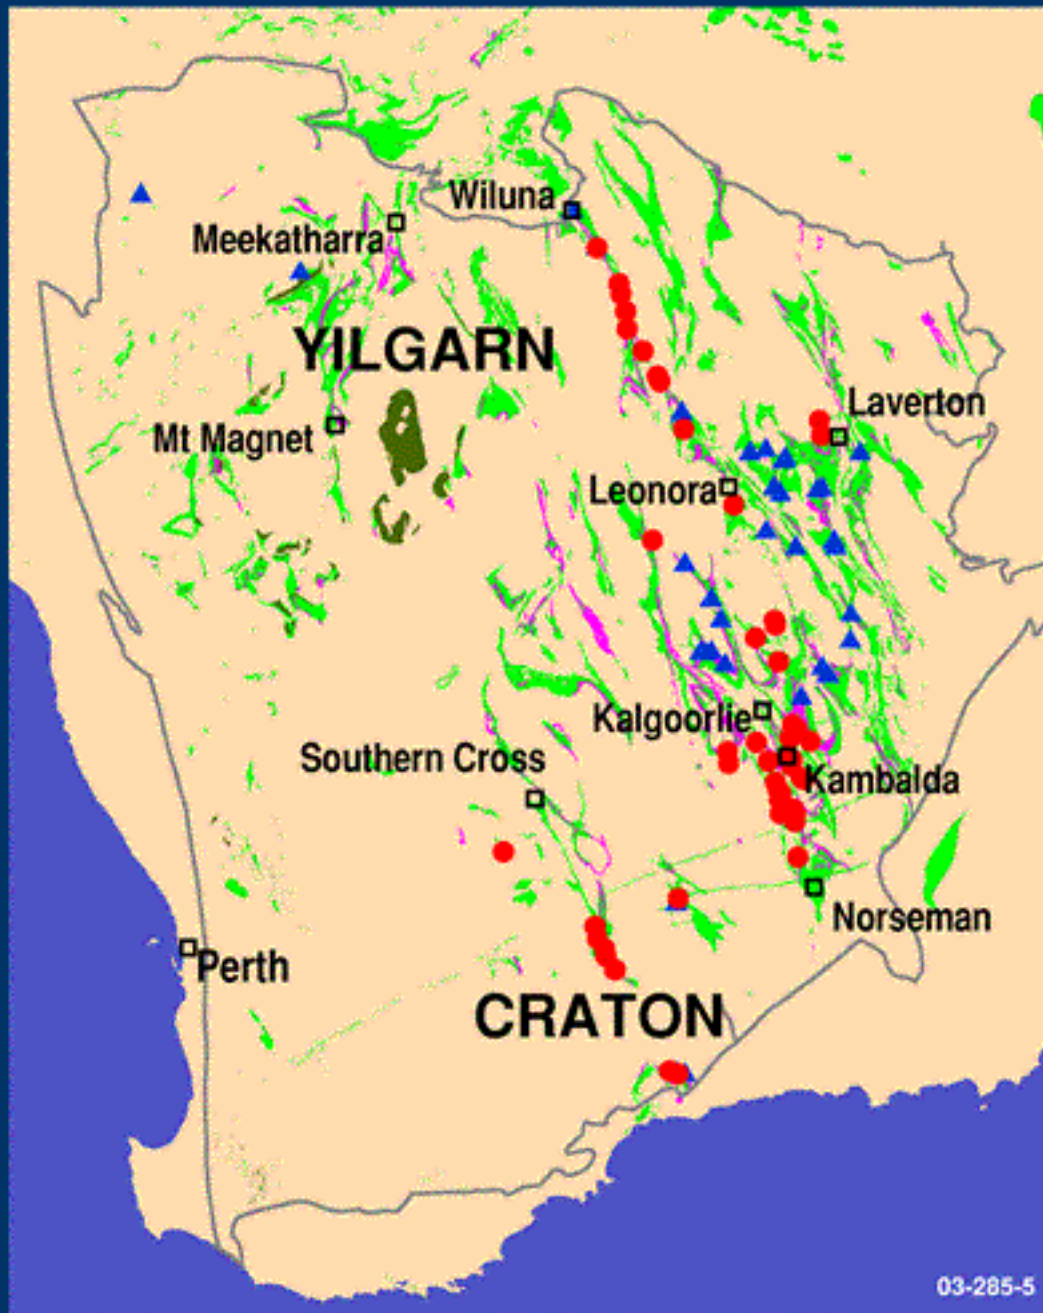 Wiluna
Meekatharra
YILGARN
Laverton
Mt Magnet
Leonora
Kalgoorlie
Southern Cross
Kambalda
Norseman
Perth
CRATON
03-285-5